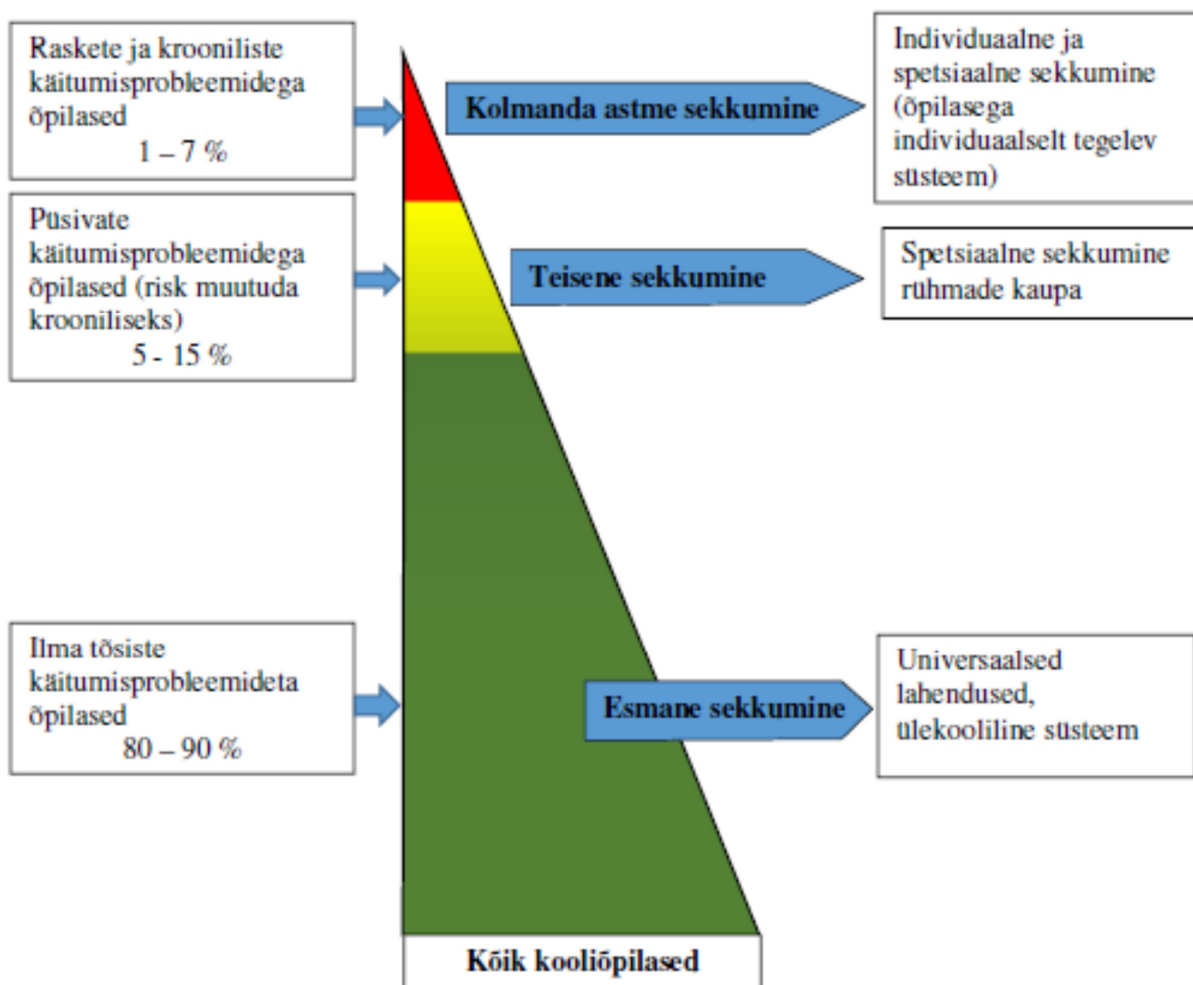 Raskete ja krooniliste
käitumisprobleemidega
õpilased
1 – 7 %
Kolmanda astme sekkumine
Individuaalne ja
spetsiaalne sekkumine
(õpilasega
individuaalselt tegelev
süsteem)
Püsivate
käitumisprobleemidega
õpilased (risk muutuda
krooniliseks)
5 - 15 %
Teisene sekkumine
Spetsiaalne sekkumine
rühmade kaupa
Ilma tõsiste
käitumisprobleemideta
õpilased
80 – 90 %
Esmane sekkumine
Universaalsed
lahendused,
ülekooliline süsteem
Kõik kooliõpilased